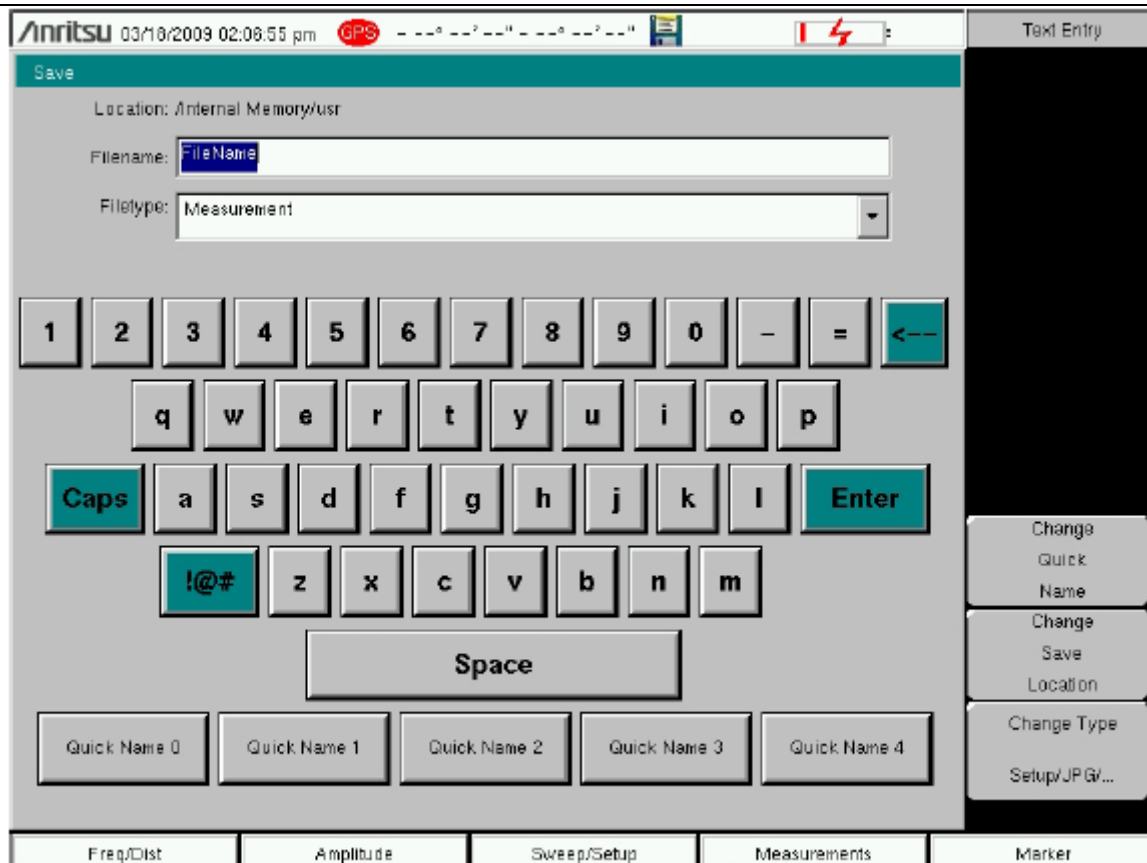 Anritsu 03/18/2009 02:06:55 pm GPS - --° --' --" - --° --' --"
Text Entry
Save
Location: /Internal Memory/usr
Filename: FileName
Filetype: Measurement
1 2 3 4 5 6 7 8 9 0 - = <--
q w e r t y u i o p
Caps a s d f g h j k l Enter
!@# z x c v b n m
Space
Quick Name 0 Quick Name 1 Quick Name 2 Quick Name 3 Quick Name 4
Change
Quick
Name
Change
Save
Location
Change Type
Setup/JPG/...
Freq/Dist Amplitude Sweep/Setup Measurements Marker